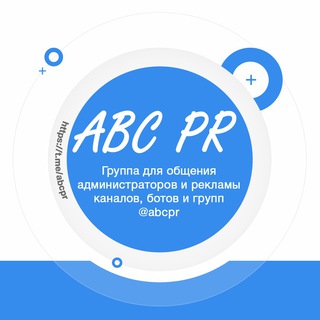 https://t.me/abcpr
ABC PR
Группа для общения
администраторов и рекламы
каналов, ботов и групп
@abcpr